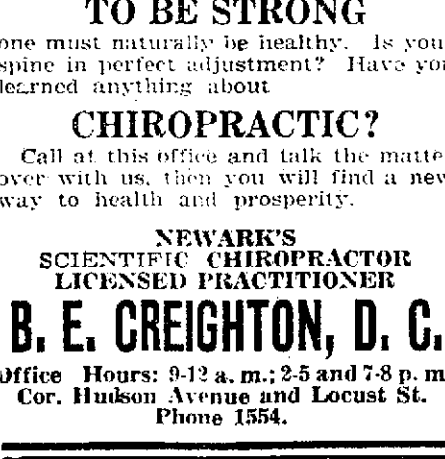 TO BE STRONG
one must naturally be healthy. Is you
spine in perfect adjustment? Have you
learned anything about
CHIROPRACTIC?
Call at this office and talk the matte
over with us, then you will find a new
way to health and prosperity.
NEWARK'S
SCIENTIFIC CHIROPRACTOR
LICENSED PRACTITIONER
B. E. CREIGHTON, D. C.
Office Hours: 9-12 a. m.; 2-5 and 7-8 p. m
Cor. Hudson Avenue and Locust St.
Phone 1554.